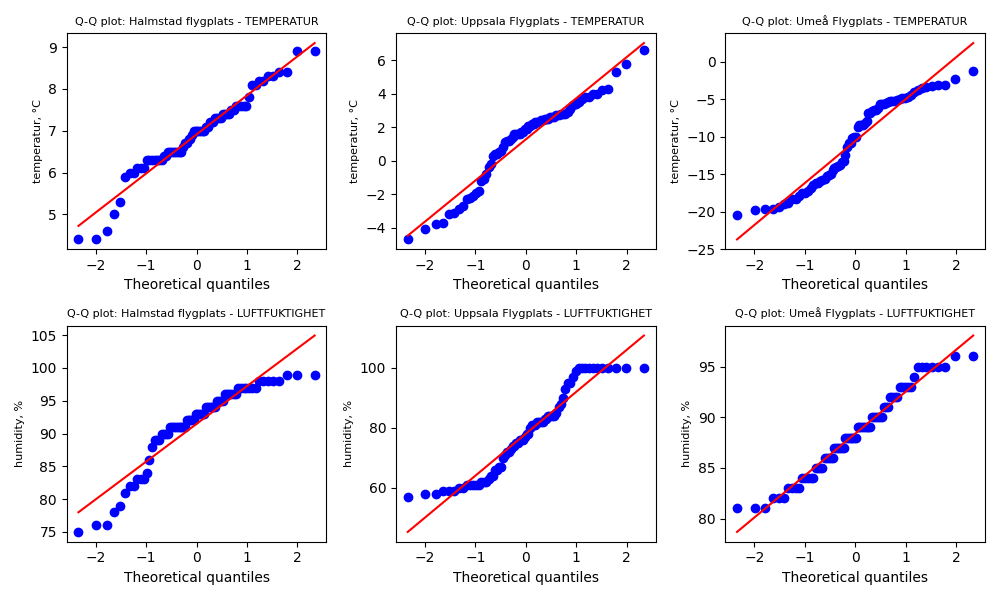 Q-Q plot: Halmstad flygplats - TEMPERATUR
Q-Q plot: Uppsala Flygplats - TEMPERATUR
Q-Q plot: Umeå Flygplats - TEMPERATUR
temperatur, °C
9
8
7
6
5
−2 −1 0 1 2
Theoretical quantiles
temperatur, °C
6
4
2
0
−2
−4
−2 −1 0 1 2
Theoretical quantiles
temperatur, °C
0
−5
−10
−15
−20
−25
−2 −1 0 1 2
Theoretical quantiles
Q-Q plot: Halmstad flygplats - LUFTFUKTIGHET
Q-Q plot: Uppsala Flygplats - LUFTFUKTIGHET
Q-Q plot: Umeå Flygplats - LUFTFUKTIGHET
humidity, %
105
100
95
90
85
80
75
−2 −1 0 1 2
Theoretical quantiles
humidity, %
100
80
60
−2 −1 0 1 2
Theoretical quantiles
humidity, %
95
90
85
80
−2 −1 0 1 2
Theoretical quantiles